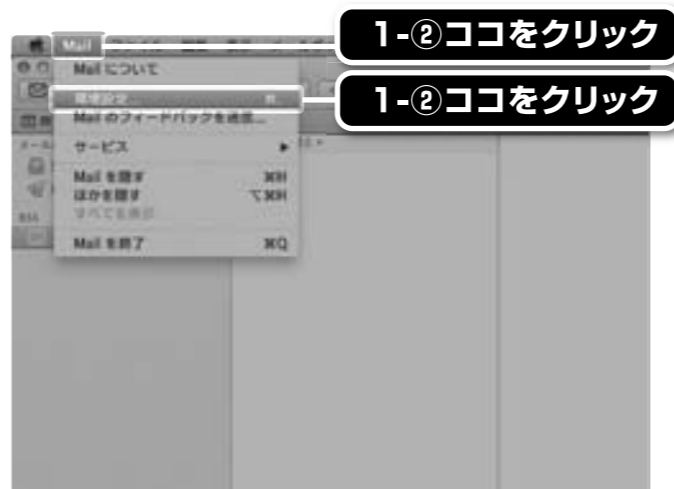 1-②ココをクリック
Mail
Mail について
1-②ココをクリック
環境設定...
Mail のフィードバックを送信...
サービス
Mail を隠す ⌘H
ほかを隠す ⌥⌘H
すべてを表示
Mail を終了 ⌘Q